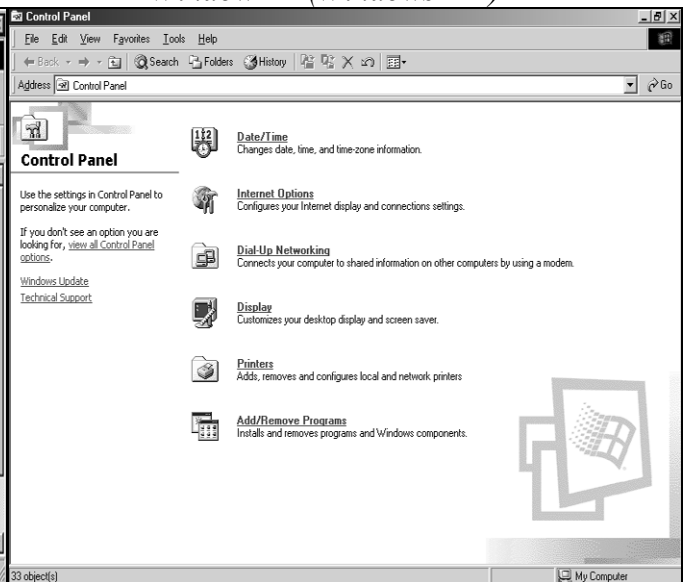 Control Panel
File Edit View Favorites Tools Help
Back Search Folders History
Address Control Panel Go
Control Panel
Use the settings in Control Panel to
personalize your computer.
If you don't see an option you are
looking for, view all Control Panel
options.
Windows Update
Technical Support
Date/Time
Changes date, time, and time-zone information.
Internet Options
Configures your Internet display and connections settings.
Dial-Up Networking
Connects your computer to shared information on other computers by using a modem.
Display
Customizes your desktop display and screen saver.
Printers
Adds, removes and configures local and network printers
Add/Remove Programs
Installs and removes programs and Windows components.
33 object(s) My Computer